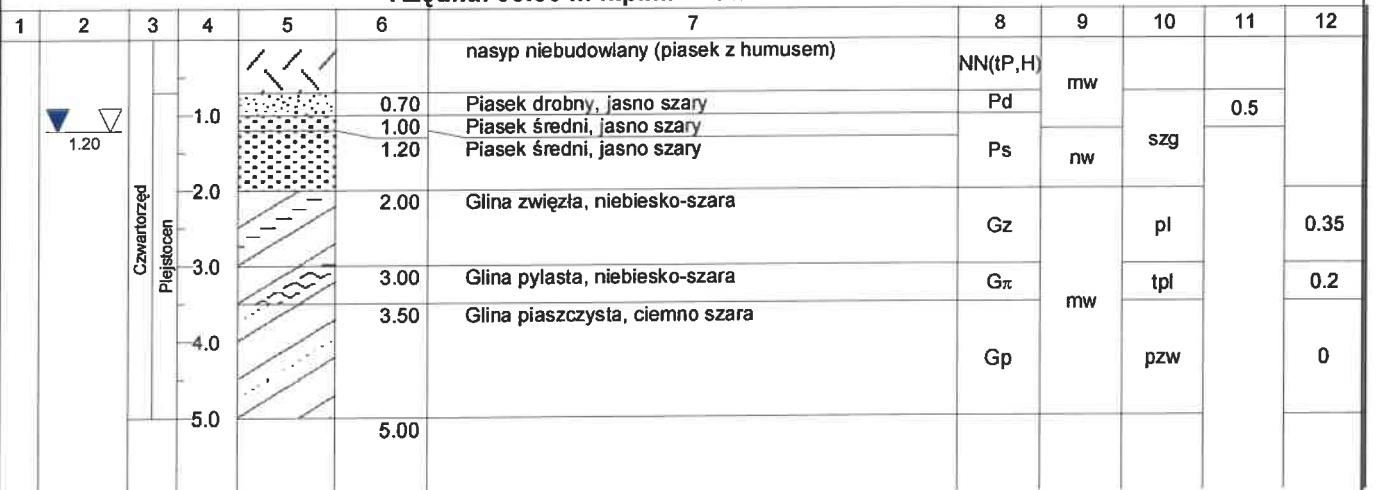 1 2 3 4 5 6 7 8 9 10 11 12
nasyp niebudowlany (piasek z humusem) NN(tP,H) mw
0.70 Piasek drobny, jasno szary Pd 0.5
1.0 1.00 Piasek średni, jasno szary
1.20 1.20 Piasek średni, jasno szary Ps nw szg
2.0 2.00 Glina zwięzła, niebiesko-szara
Gz pl 0.35
Czwartorzęd
Plejstocen
3.0 3.00 Glina pylasta, niebiesko-szara Gπ mw tpl 0.2
3.50 Glina piaszczysta, ciemno szara
4.0 Gp pzw 0
5.0 5.00